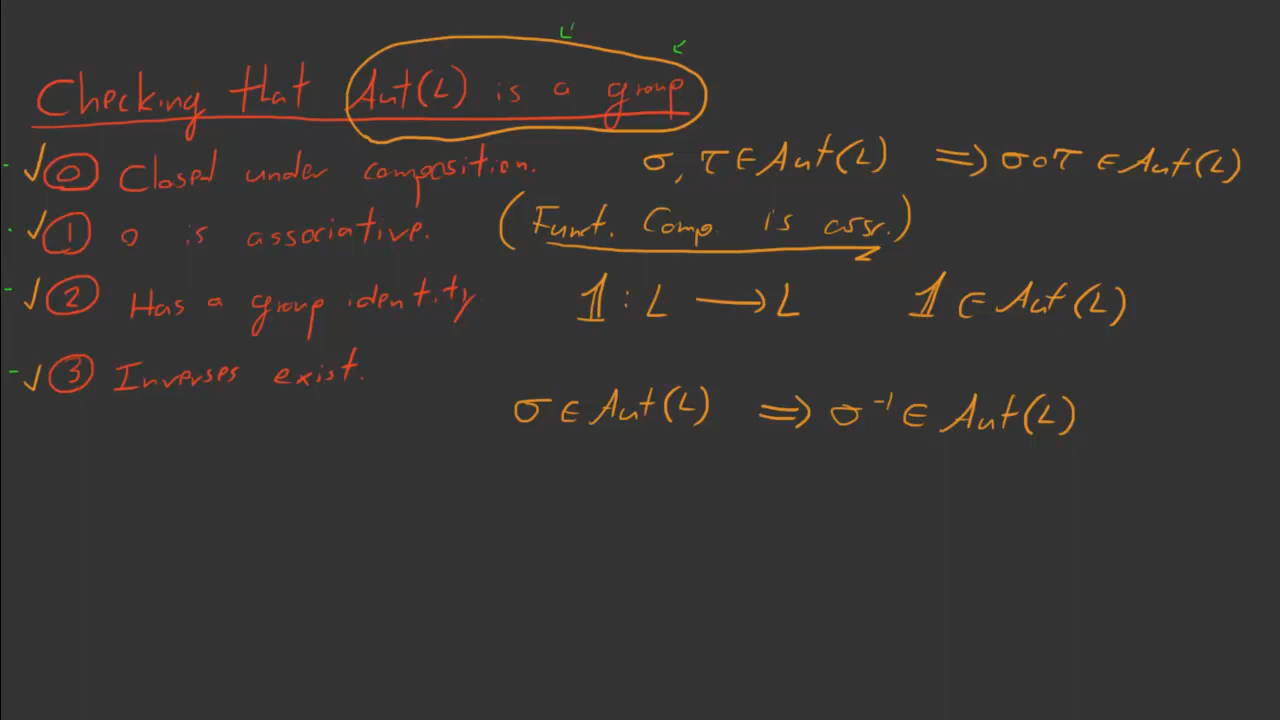 Checking that Aut(L) is a group
✓ ⓪ Closed under composition. σ, τ ∈ Aut(L) ⟹ σ∘τ ∈ Aut(L)
✓ ① ∘ is associative. (Funct. Comp. is assr.)
✓ ② Has a group identity. 𝟙 : L ⟶ L 𝟙 ∈ Aut(L)
✓ ③ Inverses exist.
σ ∈ Aut(L) ⟹ σ⁻¹ ∈ Aut(L)